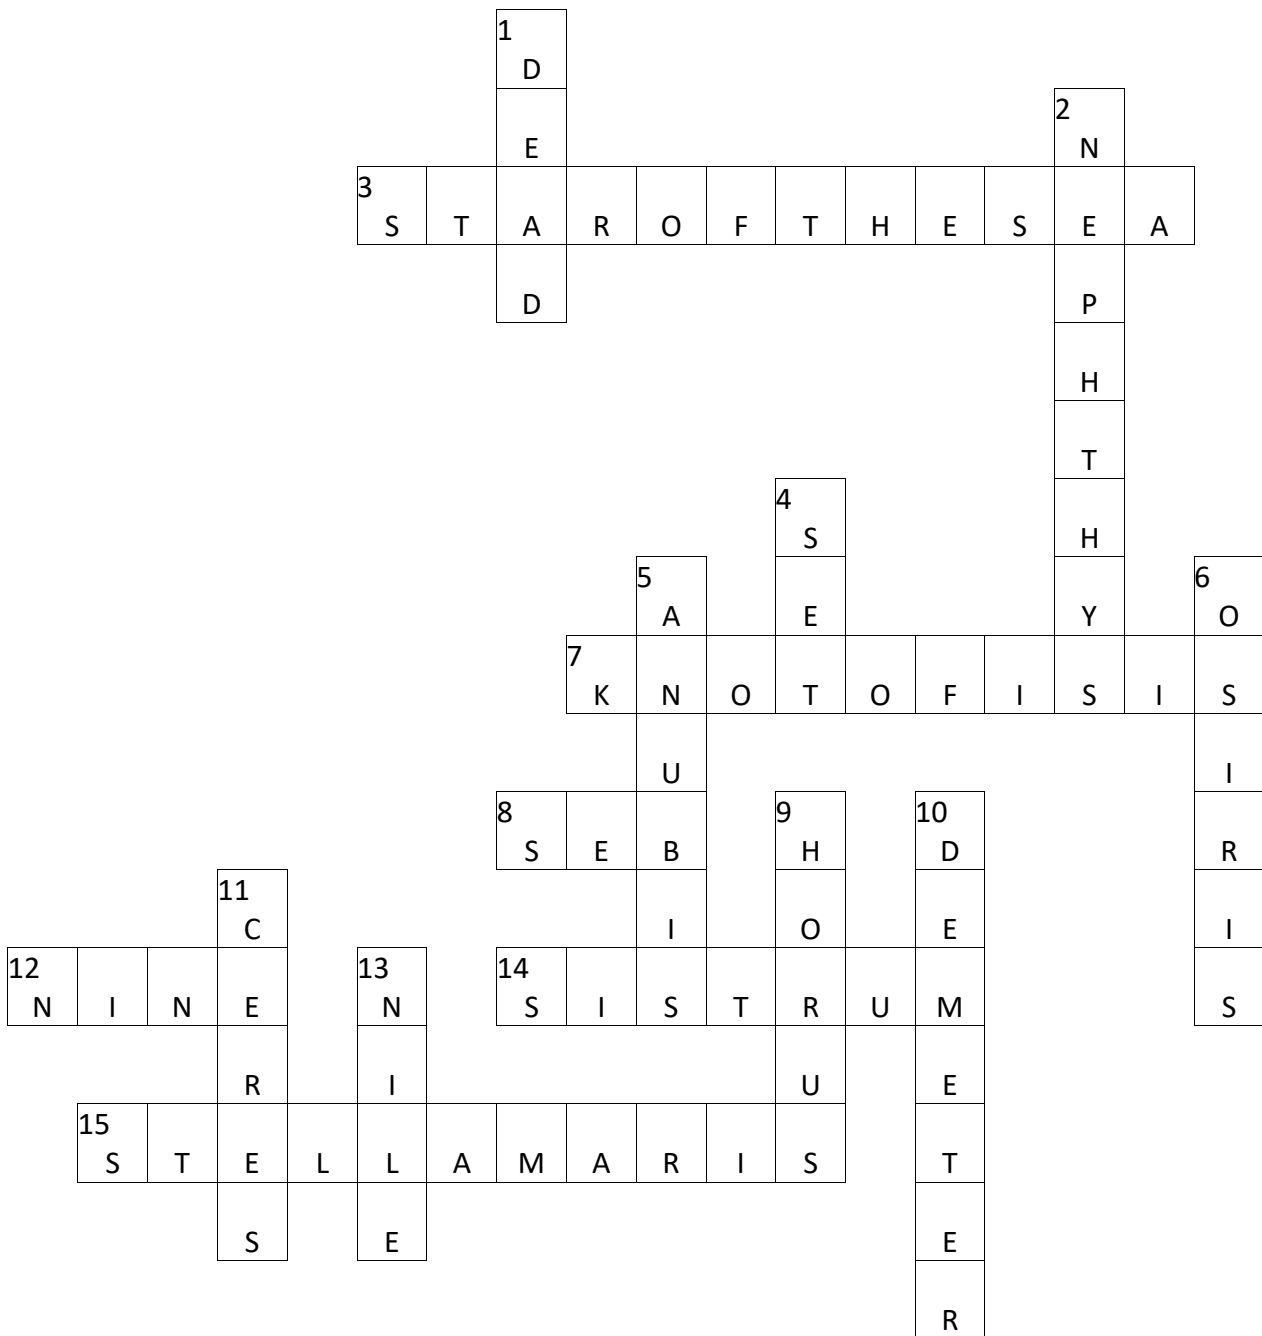 1
D
2
E N
3
S T A R O F T H E S E A
D P
H
T
4
S H
5 6
A E Y O
7
K N O T O F I S I S
U I
8 9 10
S E B H D R
11
C I O E I
12 13 14
N I N E N S I S T R U M S
R I U E
15
S T E L L A M A R I S T
S E E
R